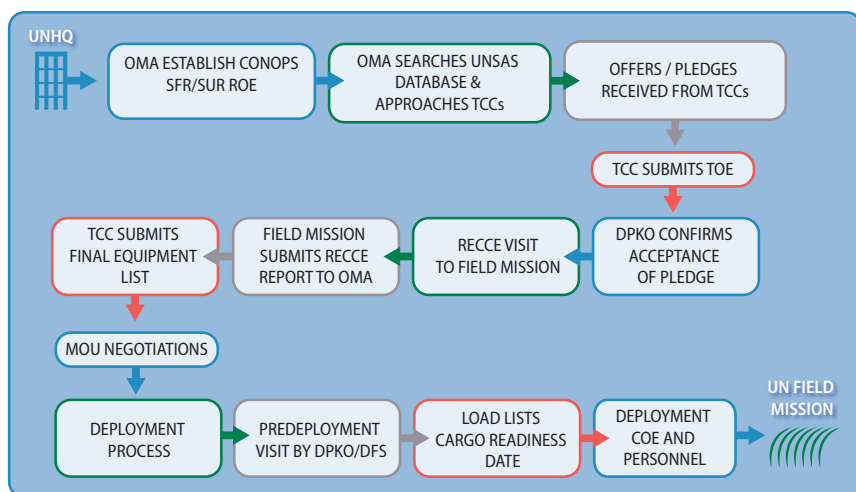 UNHQ
OMA ESTABLISH CONOPS
SFR/SUR ROE
OMA SEARCHES UNSAS
DATABASE &
APPROACHES TCCs
OFFERS / PLEDGES
RECEIVED FROM TCCs
TCC SUBMITS TOE
DPKO CONFIRMS
ACCEPTANCE
OF PLEDGE
RECCE VISIT
TO FIELD MISSION
FIELD MISSION
SUBMITS RECCE
REPORT TO OMA
TCC SUBMITS
FINAL EQUIPMENT
LIST
MOU NEGOTIATIONS
DEPLOYMENT
PROCESS
PREDEPLOYMENT
VISIT BY DPKO/DFS
LOAD LISTS
CARGO READINESS
DATE
DEPLOYMENT
COE AND
PERSONNEL
UN FIELD
MISSION